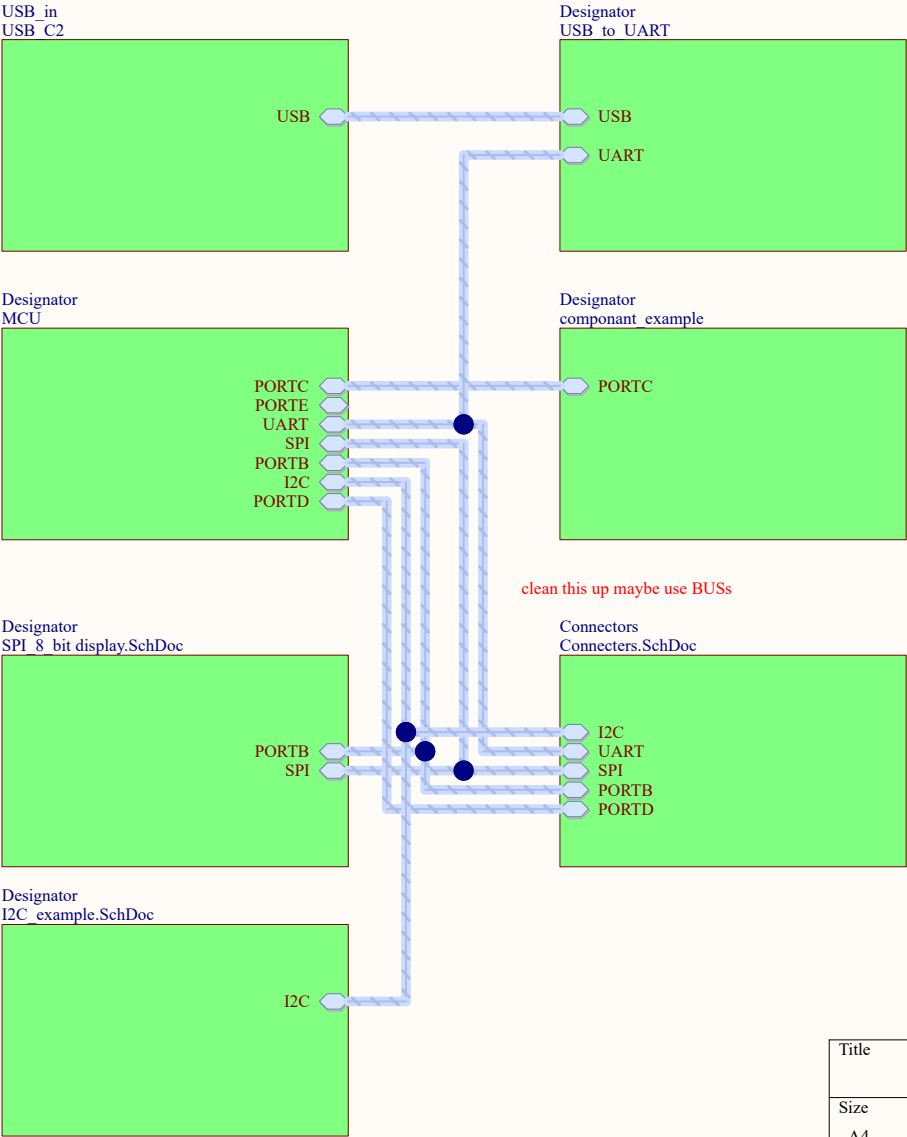 USB_in
USB_C2
USB
Designator
USB_to_UART
USB
UART
Designator
MCU
PORTC
PORTE
UART
SPI
PORTB
I2C
PORTD
Designator
componant_example
PORTC
clean this up maybe use BUSs
Designator
SPI_8_bit display.SchDoc
PORTB
SPI
Connectors
Connecters.SchDoc
I2C
UART
SPI
PORTB
PORTD
Designator
I2C_example.SchDoc
I2C
Title
Size
A4